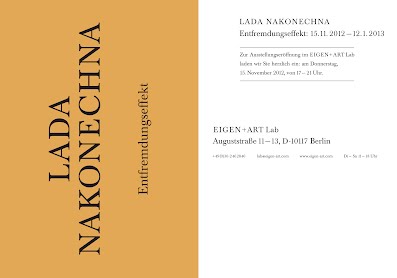 LADA
NAKONECHNA
Entfremdungseffekt
LADA NAKONECHNA
Entfremdungseffekt: 15.11.2012 – 12.1.2013
Zur Ausstellungseröffnung im EIGEN+ART Lab
laden wir Sie herzlich ein: am Donnerstag,
15. November 2012, von 17 – 21 Uhr.
EIGEN+ART Lab
Auguststraße 11 – 13, D-10117 Berlin